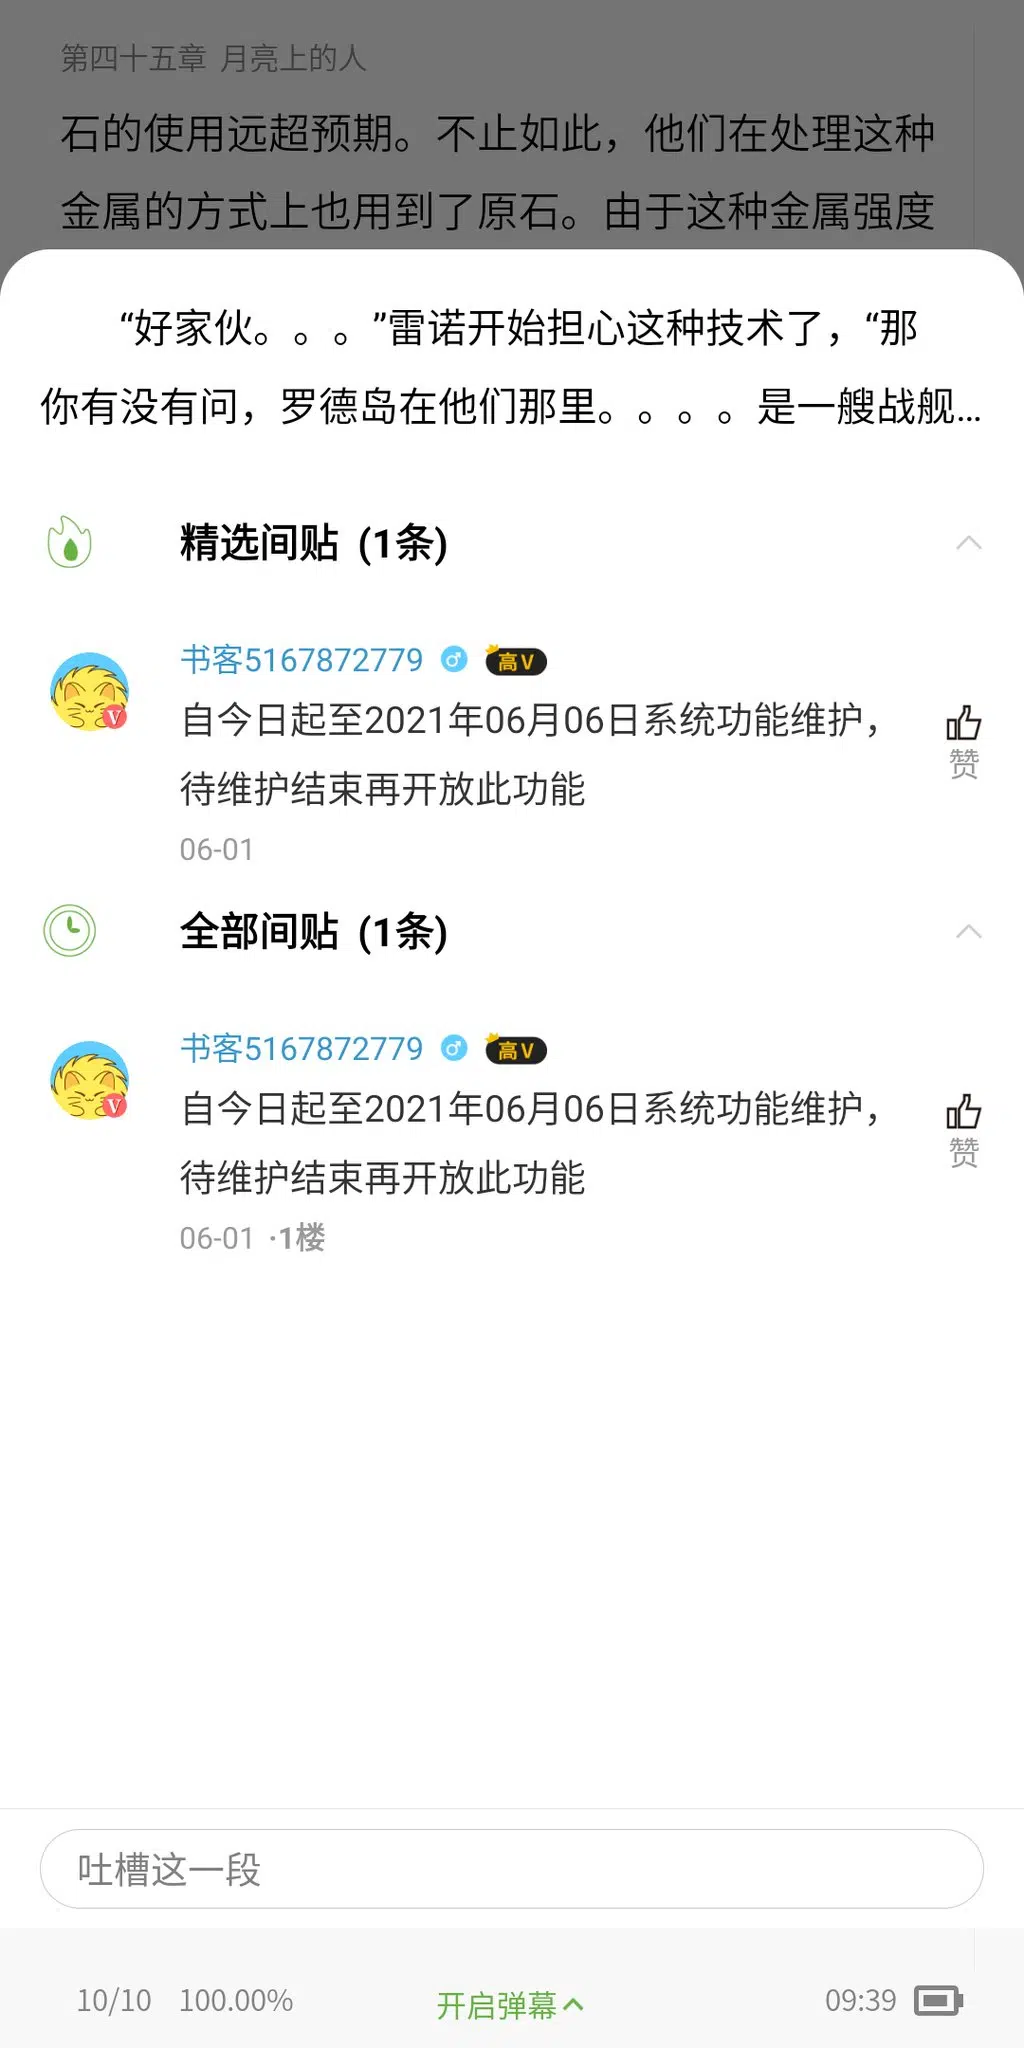 第四十五章 月亮上的人
石的使用远超预期。不止如此，他们在处理这种
金属的方式上也用到了原石。由于这种金属强度
“好家伙。。。”雷诺开始担心这种技术了，“那
你有没有问，罗德岛在他们那里。。。。是一艘战舰...
精选间贴 (1条)
书客5167872779 高V
自今日起至2021年06月06日系统功能维护，
待维护结束再开放此功能
赞
06-01
全部间贴 (1条)
书客5167872779 高V
自今日起至2021年06月06日系统功能维护，
待维护结束再开放此功能
赞
06-01 ·1楼
吐槽这一段
10/10 100.00% 开启弹幕 09:39